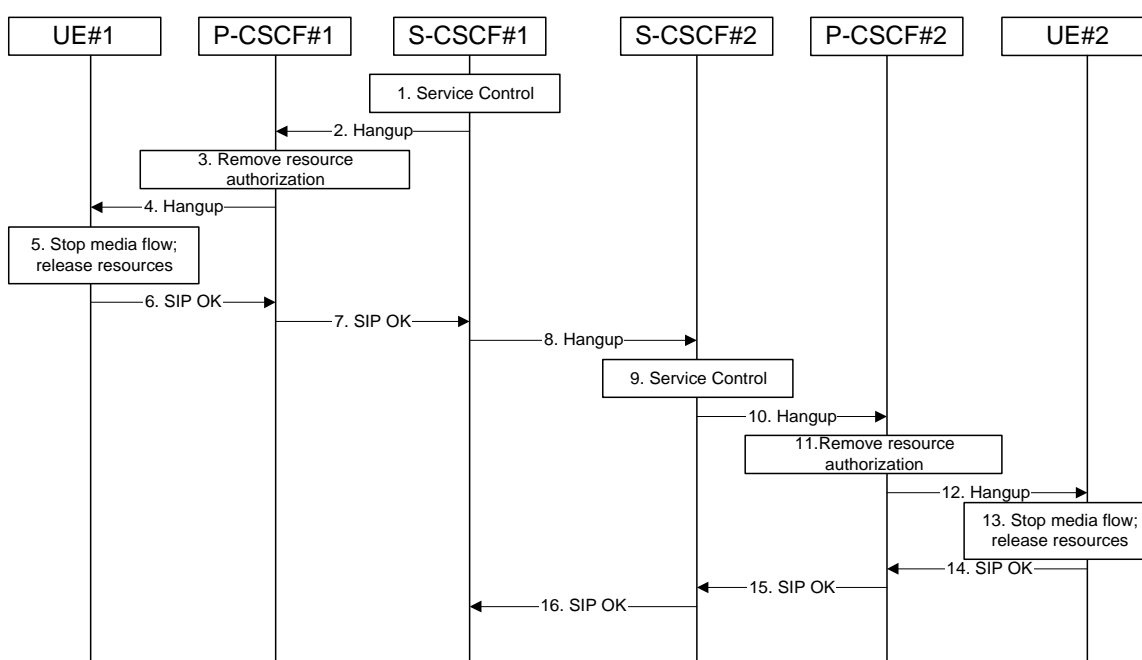 UE#1
P-CSCF#1
S-CSCF#1
S-CSCF#2
P-CSCF#2
UE#2
1. Service Control
2. Hangup
3. Remove resource
authorization
4. Hangup
5. Stop media flow;
release resources
6. SIP OK
7. SIP OK
8. Hangup
9. Service Control
10. Hangup
11.Remove resource
authorization
12. Hangup
13. Stop media flow;
release resources
14. SIP OK
15. SIP OK
16. SIP OK